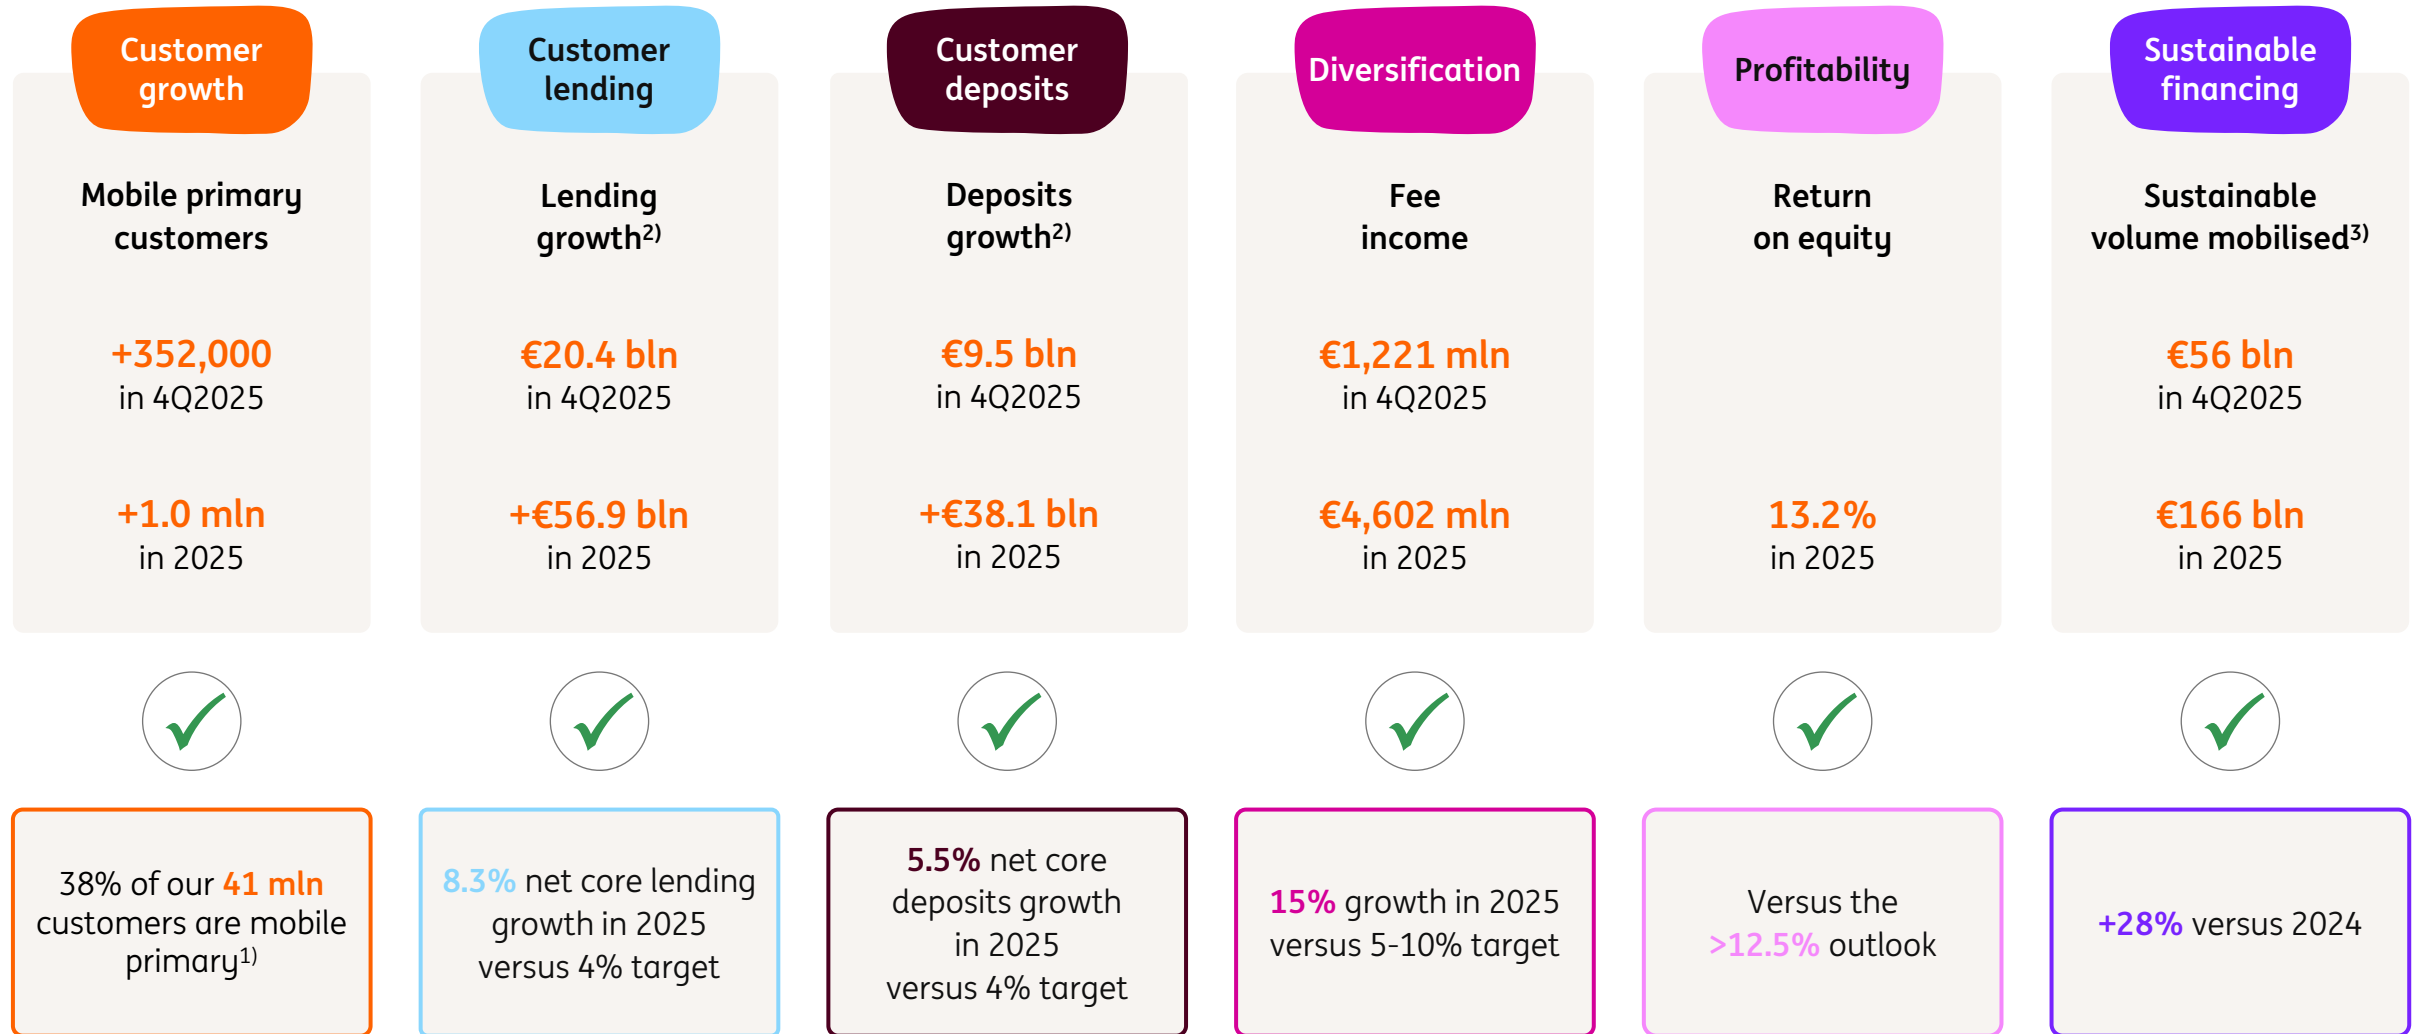 Customer
growth
Mobile primary
customers
+352,000
in 4Q2025
+1.0 mln
in 2025
38% of our 41 mln
customers are mobile
primary1)
Customer
lending
Lending
growth2)
€20.4 bln
in 4Q2025
+€56.9 bln
in 2025
8.3% net core lending
growth in 2025
versus 4% target
Customer
deposits
Deposits
growth2)
€9.5 bln
in 4Q2025
+€38.1 bln
in 2025
5.5% net core
deposits growth
in 2025
versus 4% target
Diversification
Fee
income
€1,221 mln
in 4Q2025
€4,602 mln
in 2025
15% growth in 2025
versus 5-10% target
Profitability
Return
on equity
13.2%
in 2025
Versus the
>12.5% outlook
Sustainable
financing
Sustainable
volume mobilised3)
€56 bln
in 4Q2025
€166 bln
in 2025
+28% versus 2024